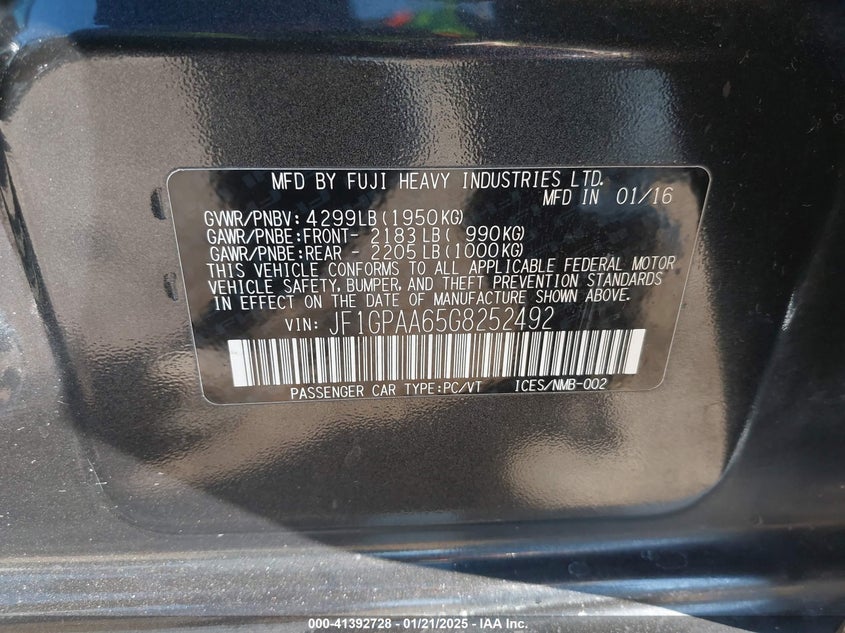 MFD BY FUJI HEAVY INDUSTRIES LTD.
MFD IN 01/16
GVWR/PNBV: 4299LB (1950KG)
GAWR/PNBE:FRONT- 2183LB ( 990KG)
GAWR/PNBE:REAR - 2205LB (1000KG)
THIS VEHICLE CONFORMS TO ALL APPLICABLE FEDERAL MOTOR
VEHICLE SAFETY, BUMPER, AND THEFT PREVENTION STANDARDS
IN EFFECT ON THE DATE OF MANUFACTURE SHOWN ABOVE.
VIN: JF1GPAA65G8252492
PASSENGER CAR TYPE:PC/VT ICES/NMB-002
000-41392728 - 01/21/2025 - IAA Inc.